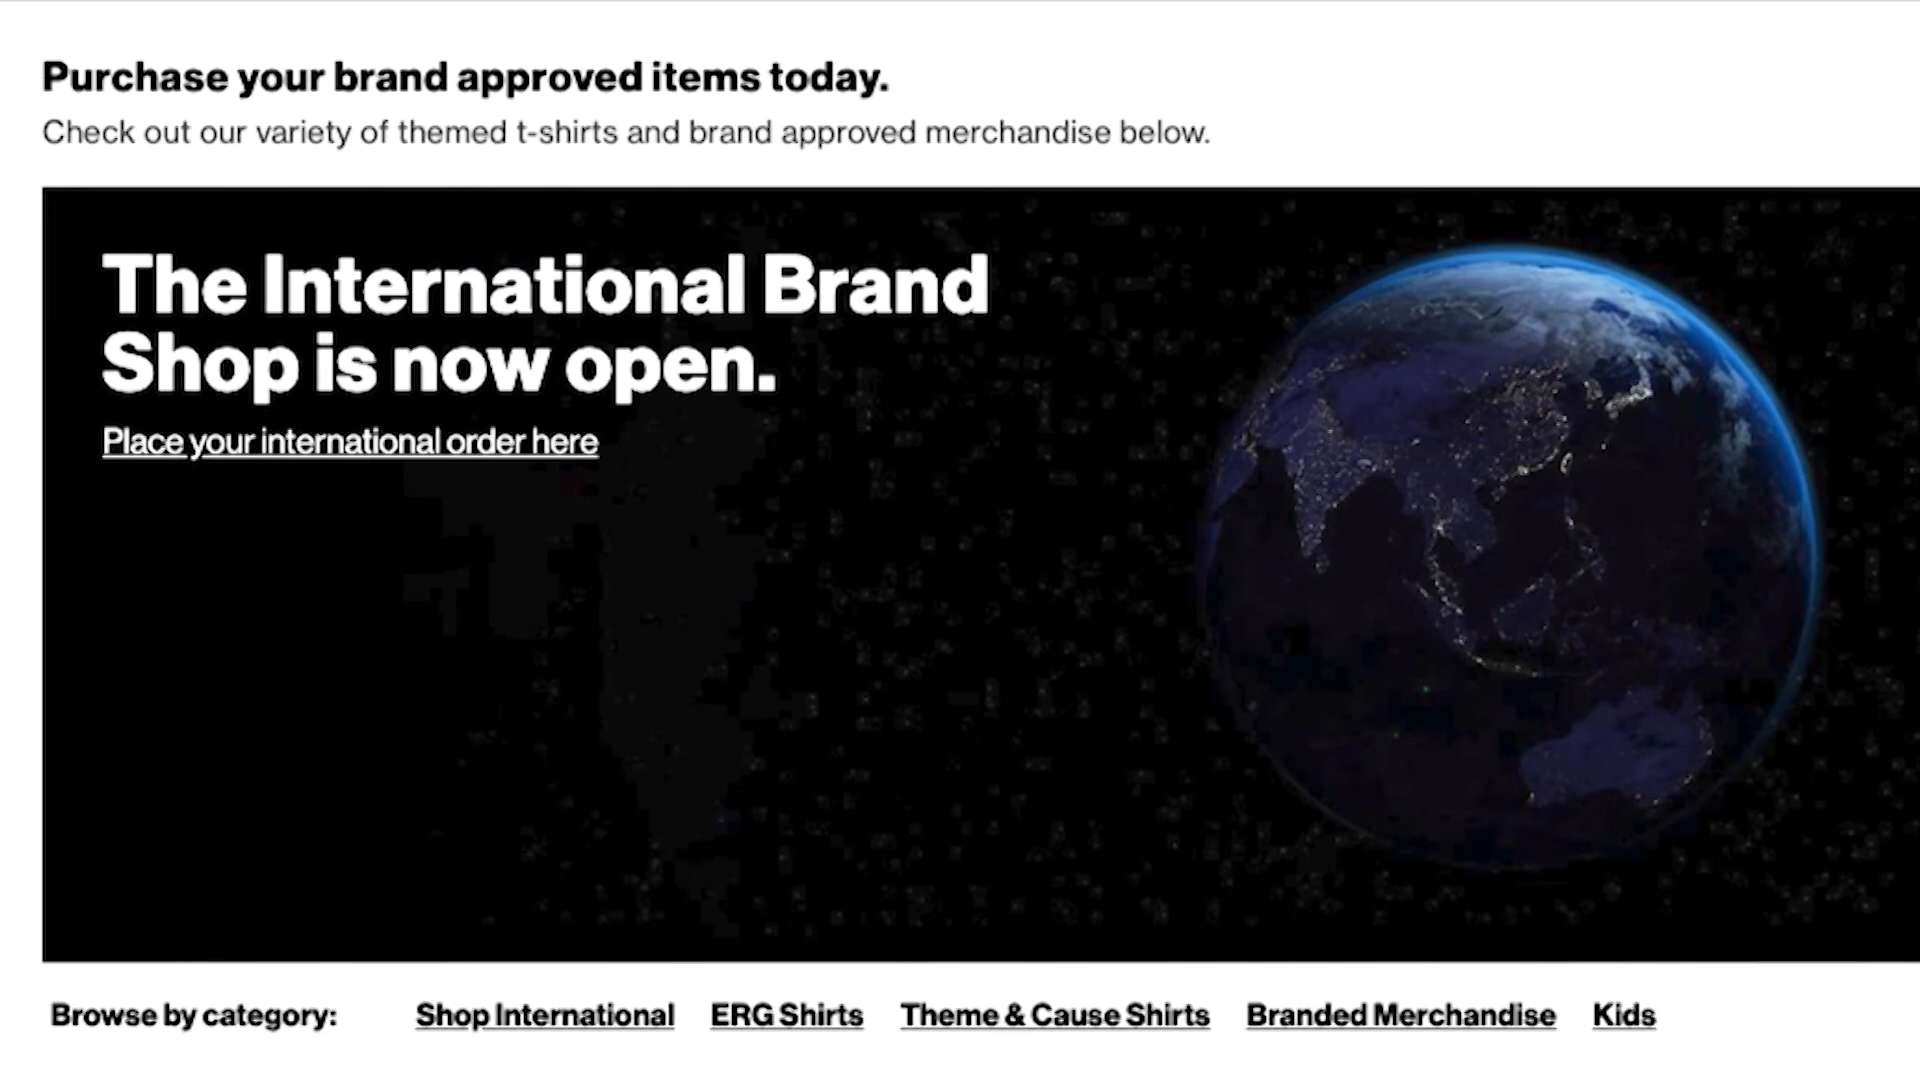 Purchase your brand approved items today.
Check out our variety of themed t-shirts and brand approved merchandise below.
The International Brand
Shop is now open.
Place your international order here
Browse by category: Shop International ERG Shirts Theme & Cause Shirts Branded Merchandise Kids